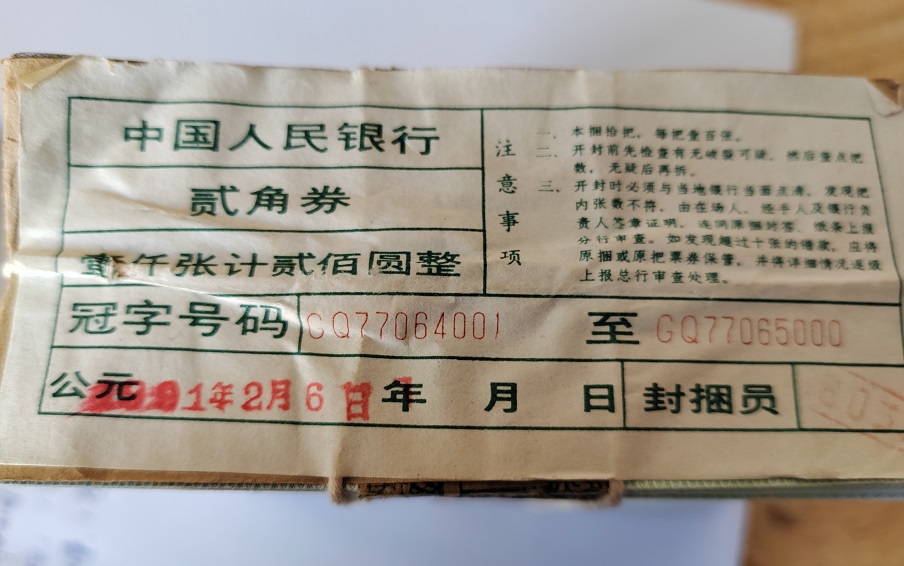 中国人民银行
贰角券
壹仟张计贰佰圆整
注意事项
一、本捆拾把，每把壹百张。
二、开封前先检查有无破裂可疑，然后查点把
数，无疑后再拆。
三、开封时必须与当地银行当面点清，发现把
内张数不符，由在场人、经手人及银行负
责人签章证明，连同原捆封签、纸条上报
分行审查。如发现超过十张的错款，应将
原捆或原把票券保管，并将详细情况逐级
上报总行审查处理。
冠字号码 GQ77064001 至 GQ77065000
公元 1年2月6日 年 月 日 封捆员